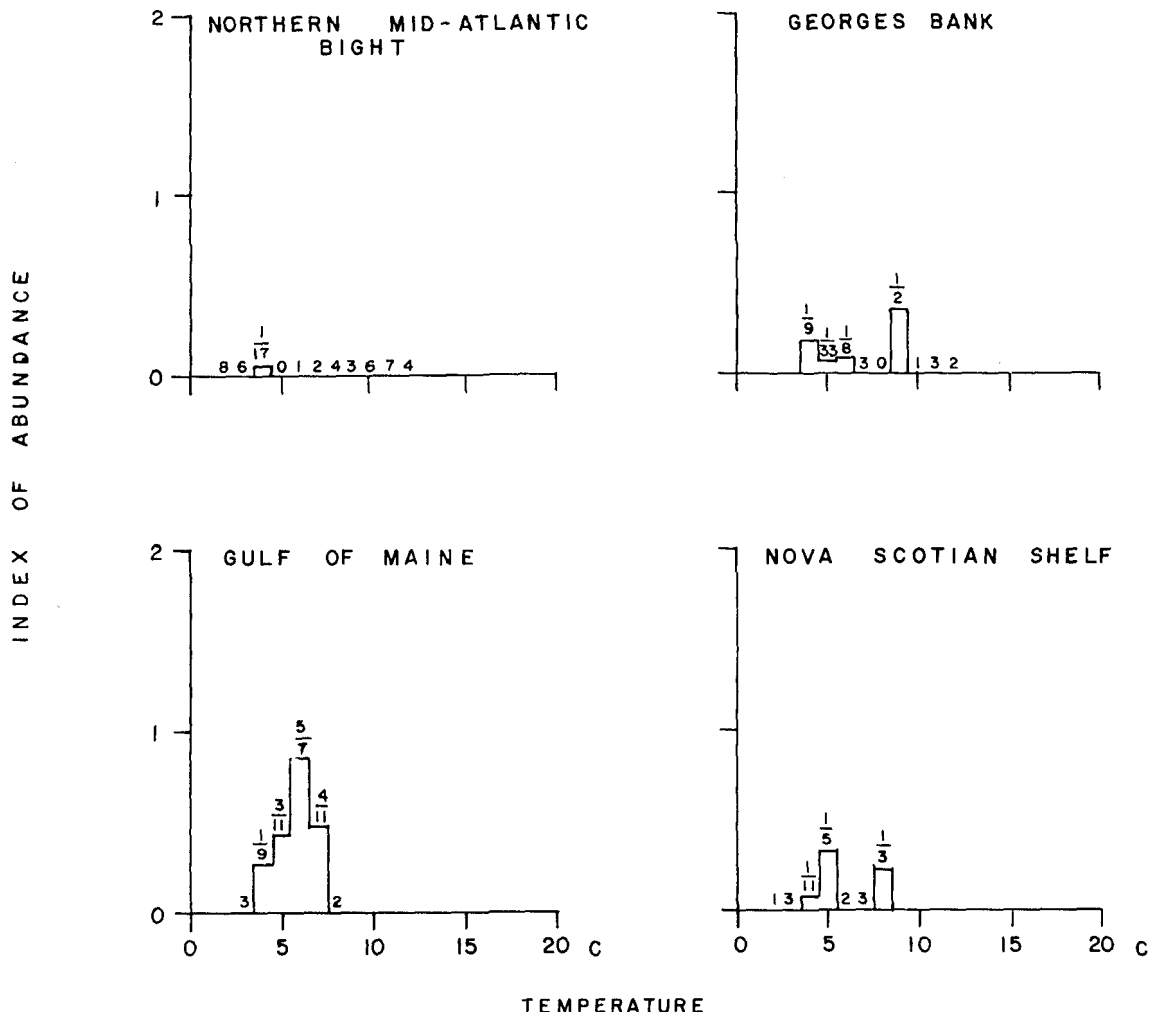 NORTHERN MID-ATLANTIC
BIGHT
2
1
0
1/17
8 6 0 1 2 4 3 6 7 4
GEORGES BANK
1/2
1/9 1/33 1/8
3 0 1 3 2
INDEX OF ABUNDANCE
GULF OF MAINE
2
1
0
5/7
3/11 4/11
1/9
3 2
0 5 10 15 20 C
NOVA SCOTIAN SHELF
1/5 1/3
1/11
1 3 2 3
0 5 10 15 20 C
TEMPERATURE